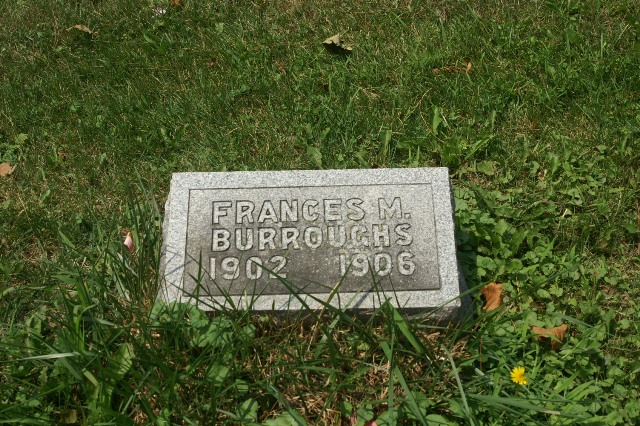 FRANCES M.
BURROUGHS
1902 1906